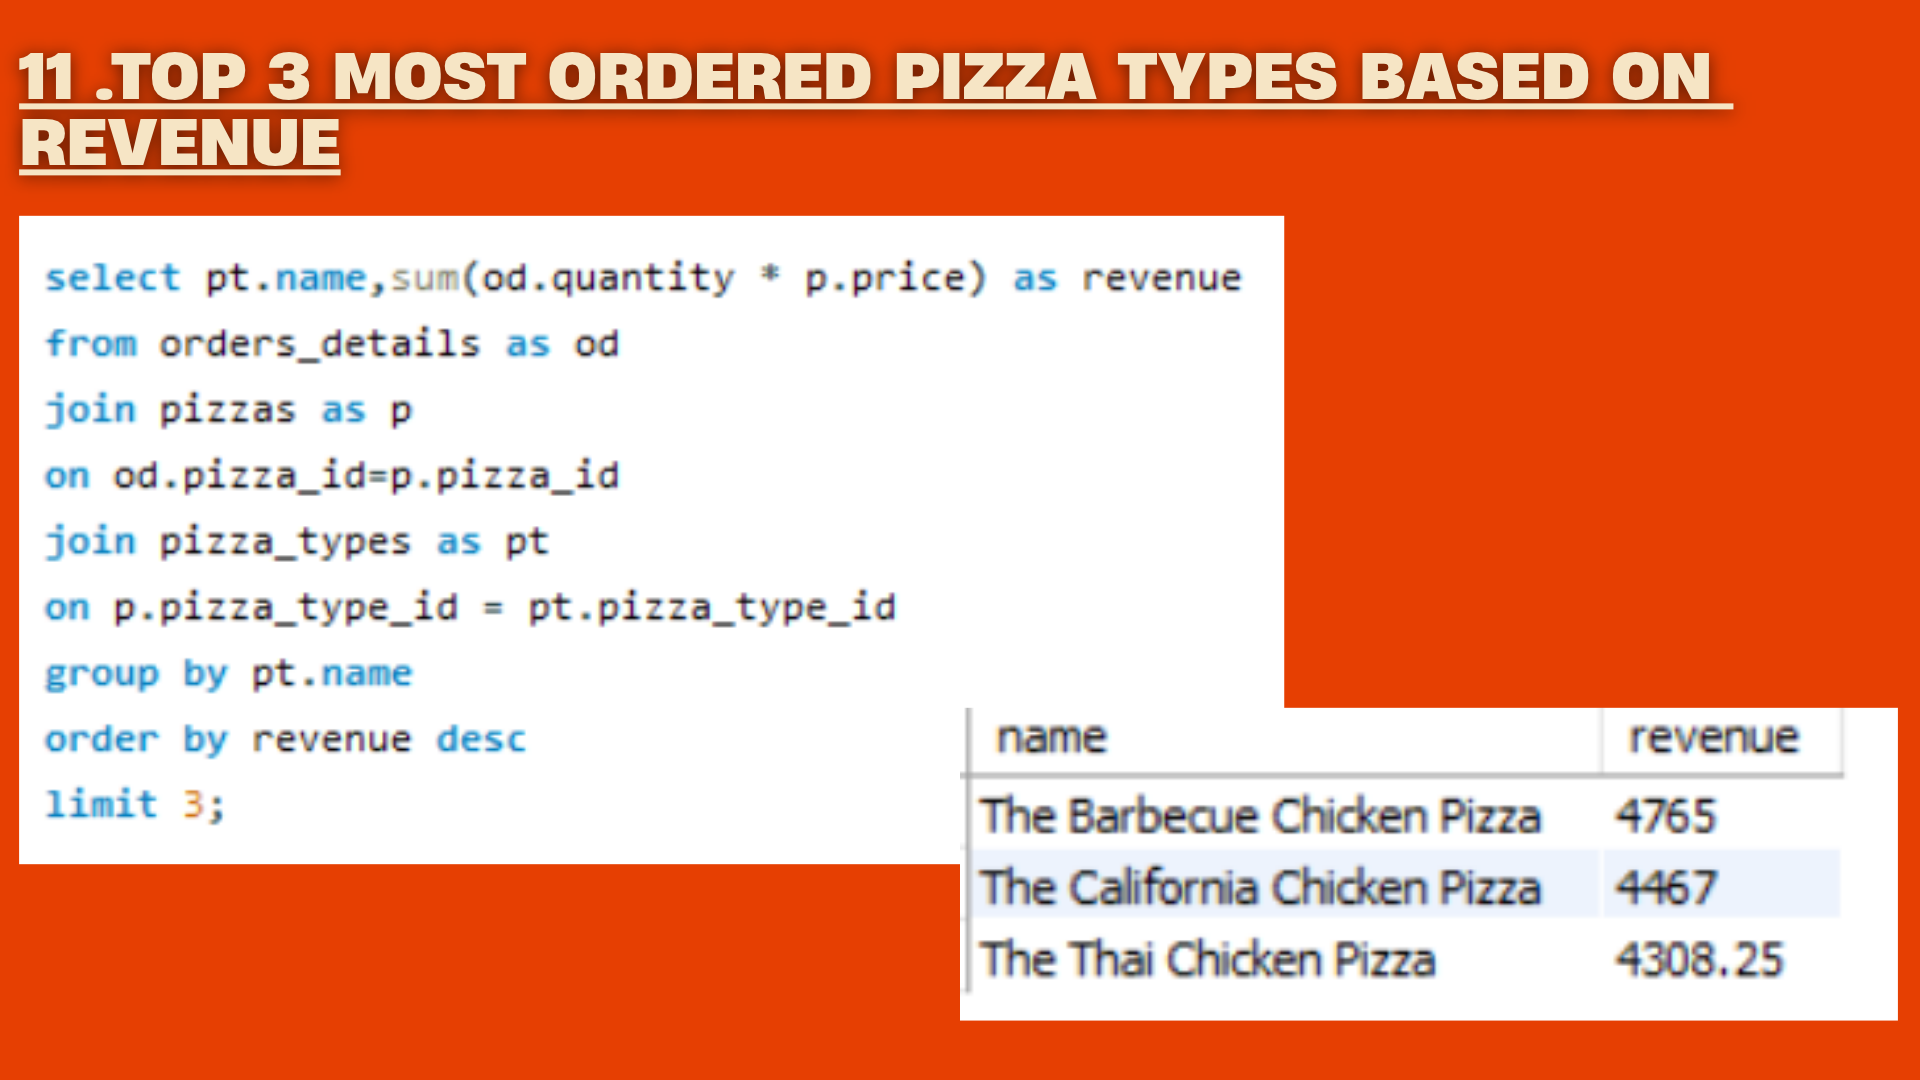 11 .TOP 3 MOST ORDERED PIZZA TYPES BASED ON
REVENUE
select pt.name,sum(od.quantity * p.price) as revenue
from orders_details as od
join pizzas as p
on od.pizza_id=p.pizza_id
join pizza_types as pt
on p.pizza_type_id = pt.pizza_type_id
group by pt.name
order by revenue desc
limit 3;
name revenue
The Barbecue Chicken Pizza 4765
The California Chicken Pizza 4467
The Thai Chicken Pizza 4308.25